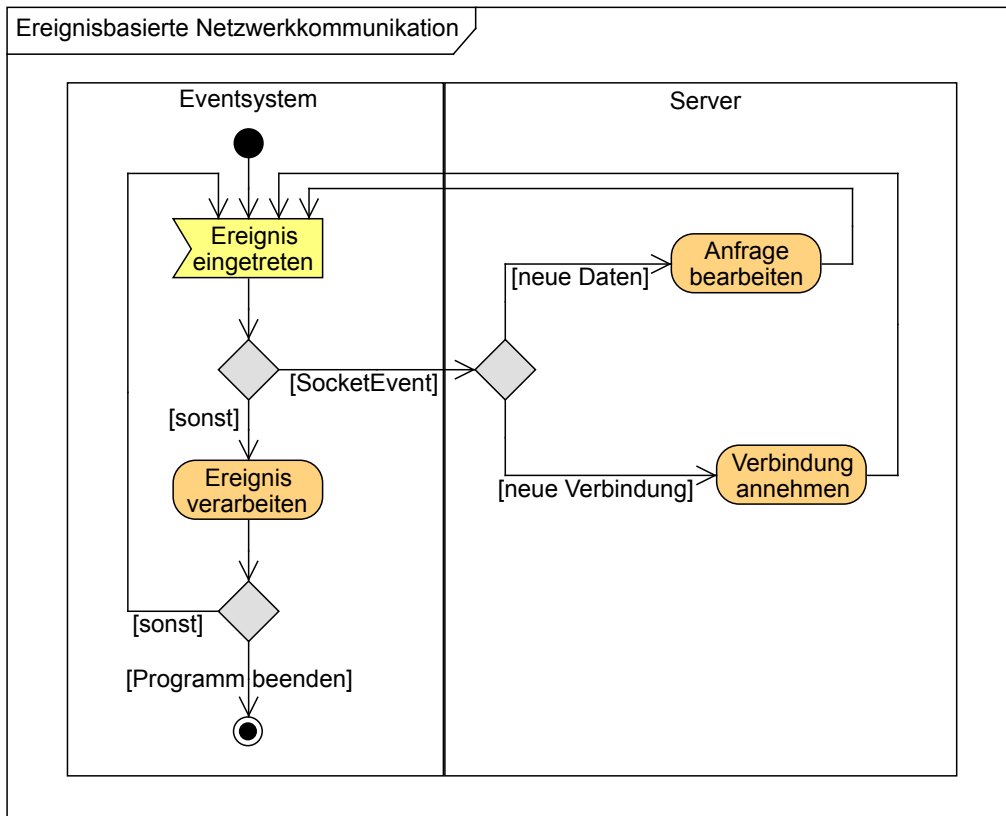 Ereignisbasierte Netzwerkkommunikation
Eventsystem
Server
Ereignis
eingetreten
Anfrage
bearbeiten
[neue Daten]
[SocketEvent]
[sonst]
Ereignis
verarbeiten
Verbindung
annehmen
[neue Verbindung]
[sonst]
[Programm beenden]